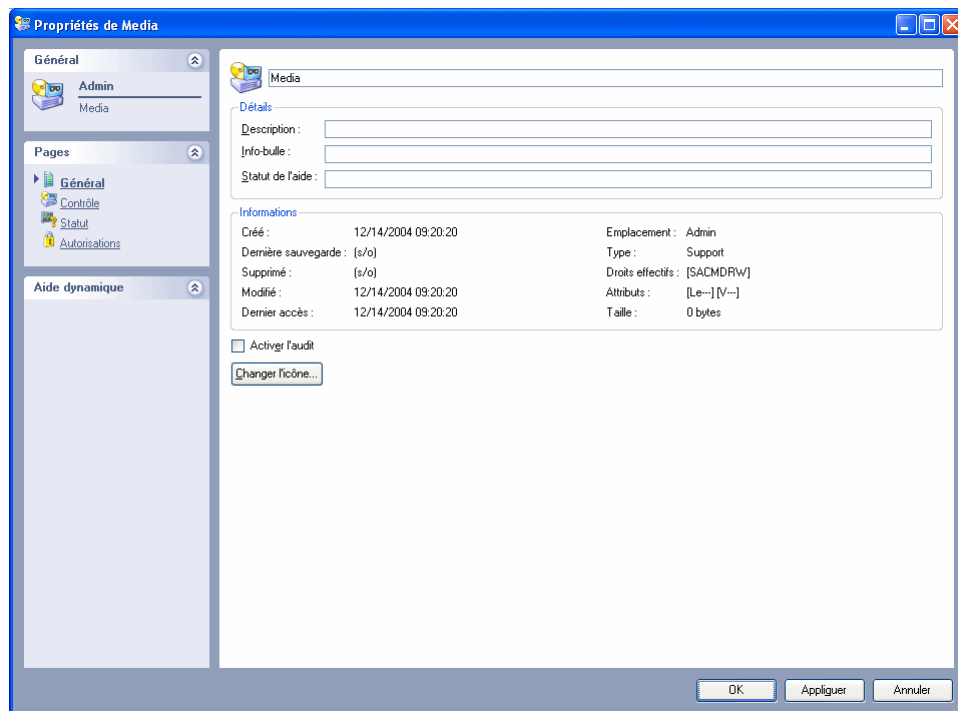 Propriétés de Media
Général
Admin
Media
Pages
Général
Contrôle
Statut
Autorisations
Aide dynamique
Media
Détails
Description :
Info-bulle :
Statut de l'aide :
Informations
Créé : 12/14/2004 09:20:20 Emplacement : Admin
Dernière sauvegarde : (s/o) Type : Support
Supprimé : (s/o) Droits effectifs : [SACMDRW]
Modifié : 12/14/2004 09:20:20 Attributs : [Le---] [V---]
Dernier accès : 12/14/2004 09:20:20 Taille : 0 bytes
Activer l'audit
Changer l'icône...
OK Appliguer Annuler